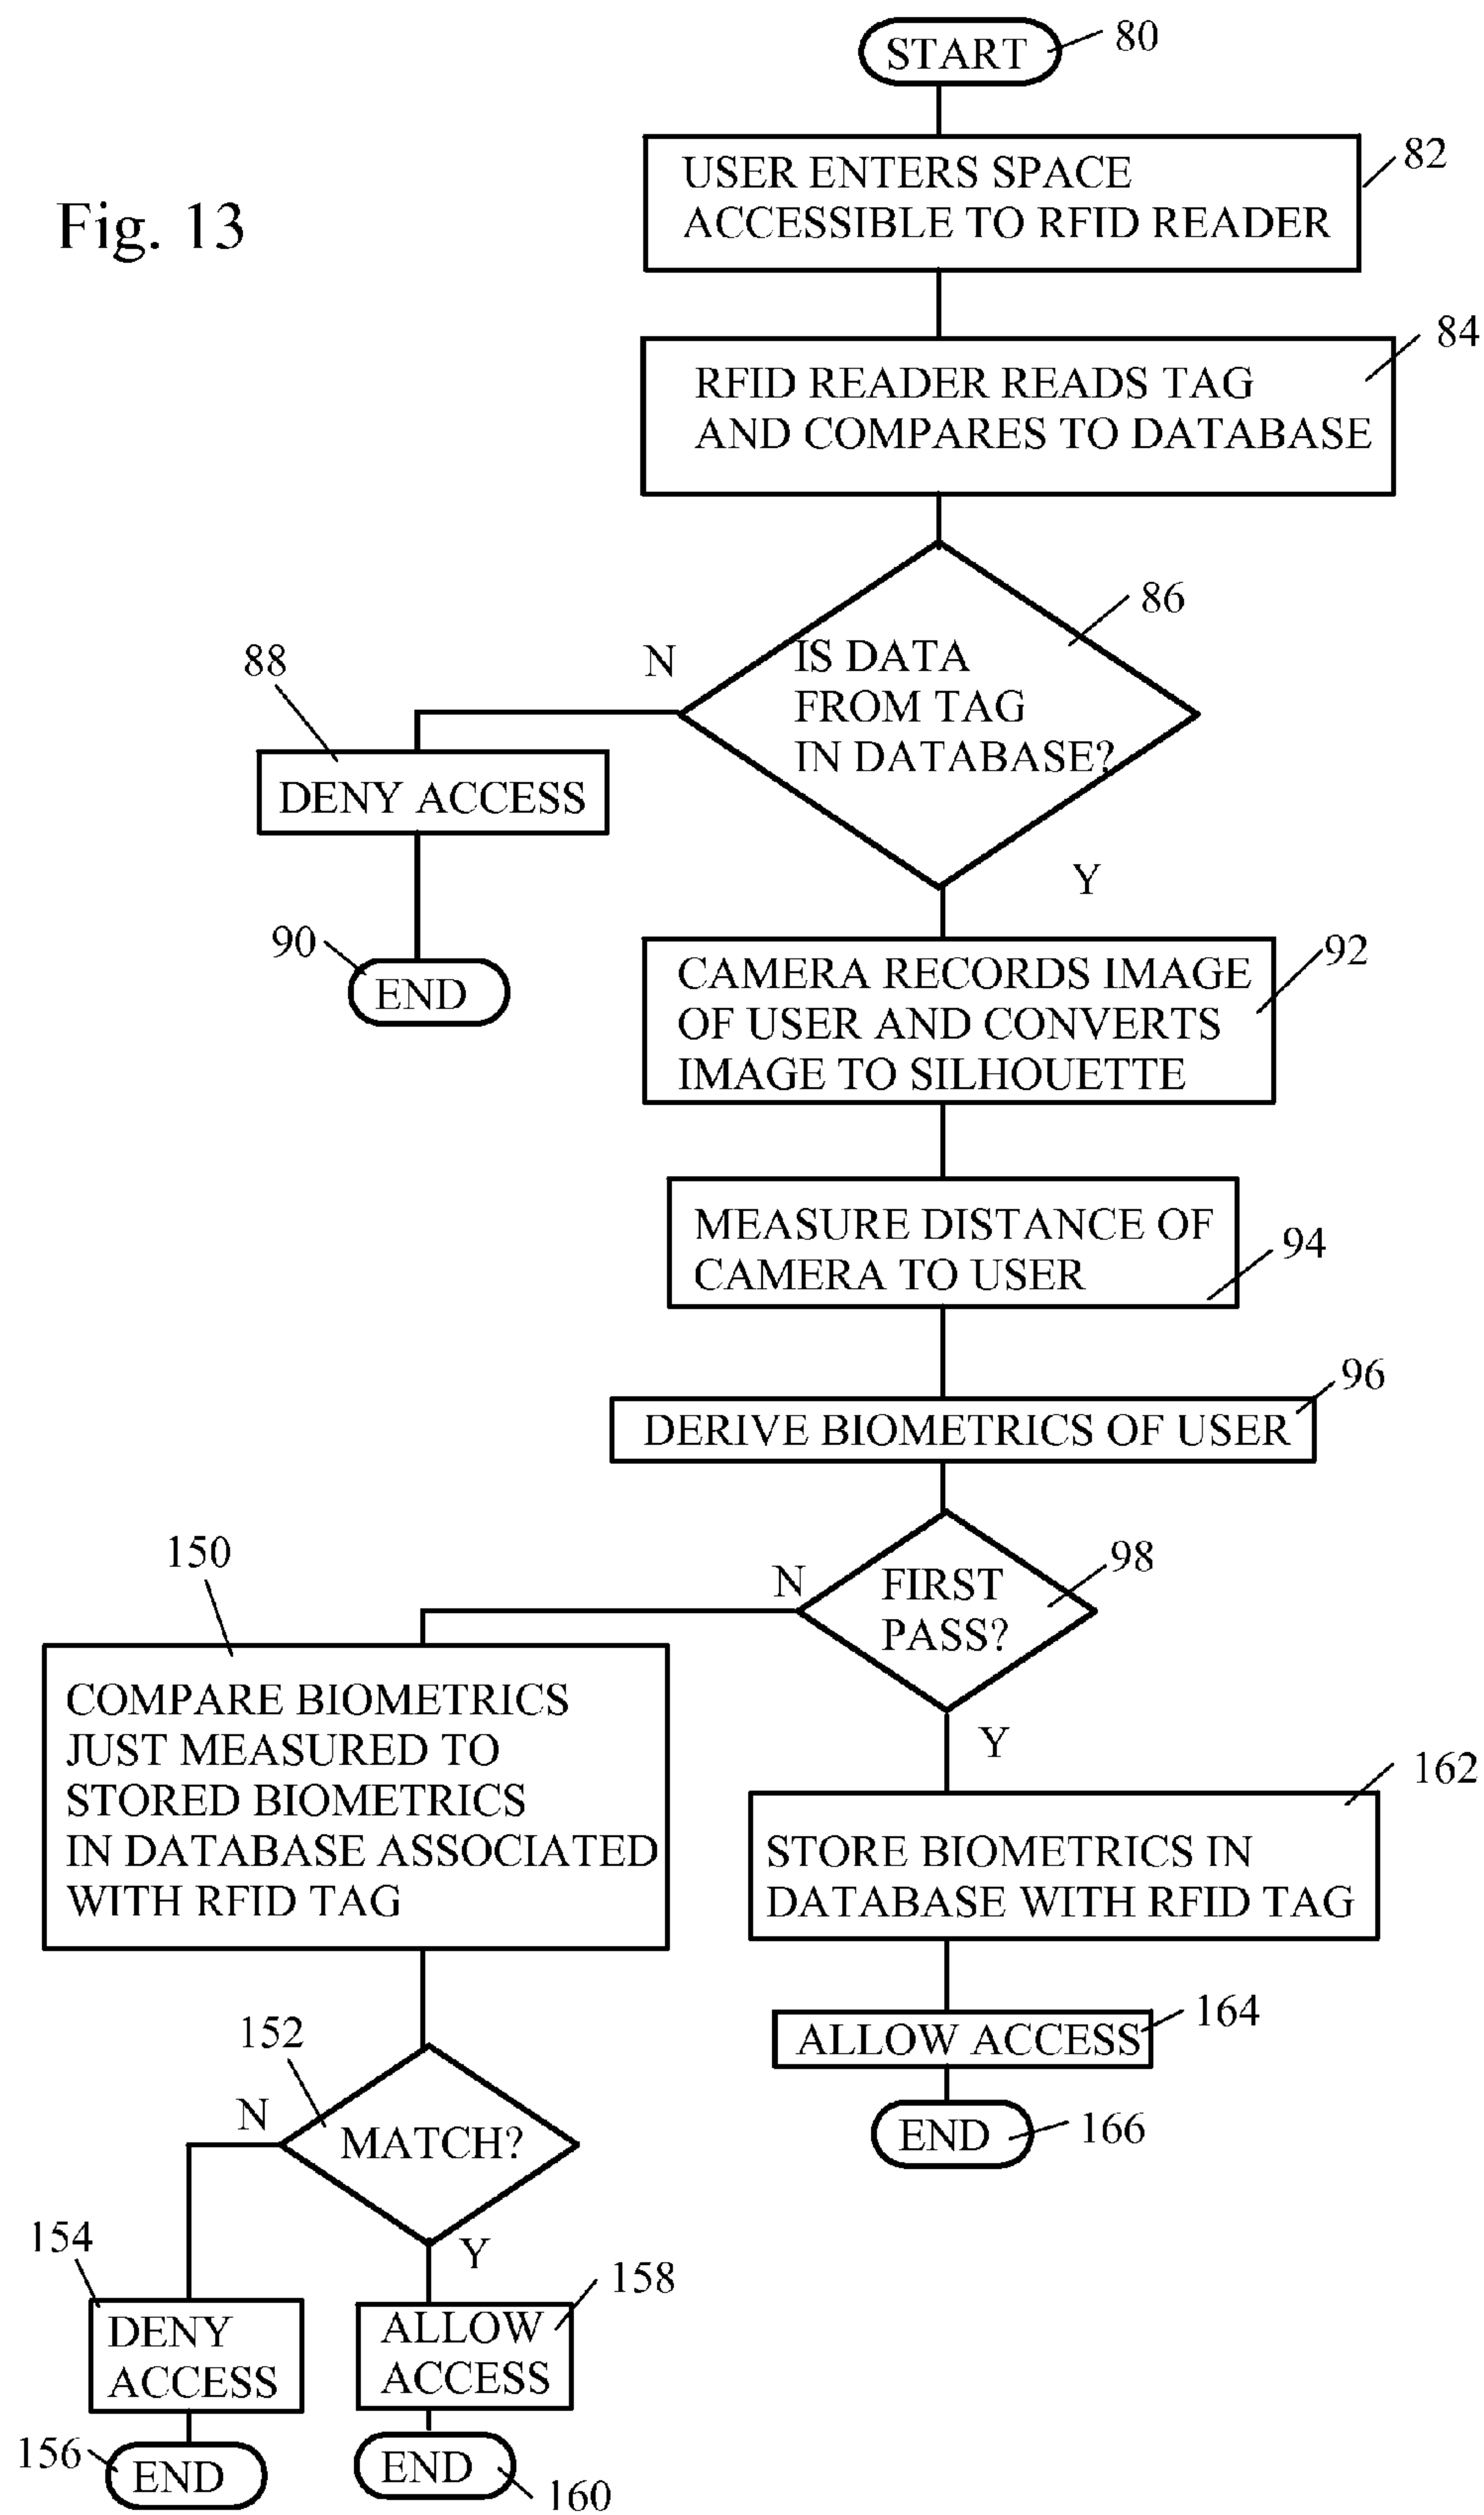 START
80
USER ENTERS SPACE
ACCESSIBLE TO RFID READER
82
Fig. 13
RFID READER READS TAG
AND COMPARES TO DATABASE
84
IS DATA
FROM TAG
IN DATABASE?
86
N
88
DENY ACCESS
90
END
Y
CAMERA RECORDS IMAGE
OF USER AND CONVERTS
IMAGE TO SILHOUETTE
92
MEASURE DISTANCE OF
CAMERA TO USER
94
DERIVE BIOMETRICS OF USER
96
FIRST
PASS?
98
N
150
COMPARE BIOMETRICS
JUST MEASURED TO
STORED BIOMETRICS
IN DATABASE ASSOCIATED
WITH RFID TAG
Y
162
STORE BIOMETRICS IN
DATABASE WITH RFID TAG
ALLOW ACCESS
164
END
166
152
N
MATCH?
Y
154
DENY
ACCESS
156
END
158
ALLOW
ACCESS
END
160